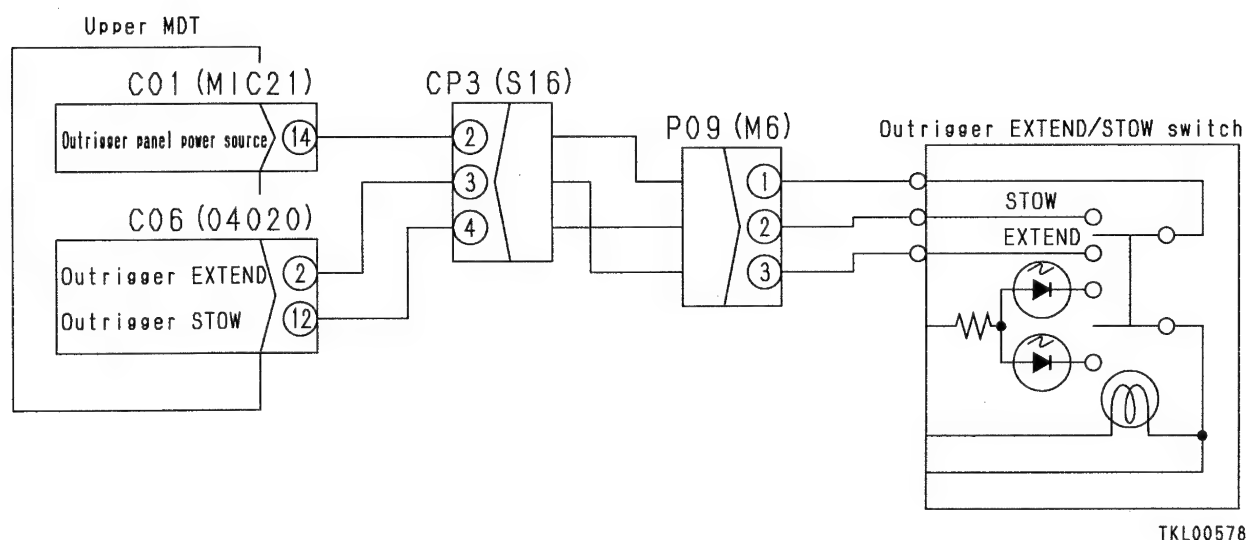 Upper MDT
C01 (MIC21)
Outrigger panel power source
14
C06 (04020)
Outrigger EXTEND
2
Outrigger STOW
12
CP3 (S16)
2
3
4
P09 (M6)
1
2
3
Outrigger EXTEND/STOW switch
STOW
EXTEND
TKL00578